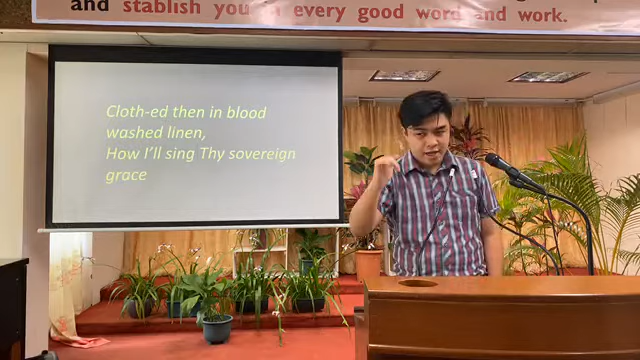 and stablish you in every good word and work.
Cloth-ed then in blood
washed linen,
How I'll sing Thy sovereign
grace